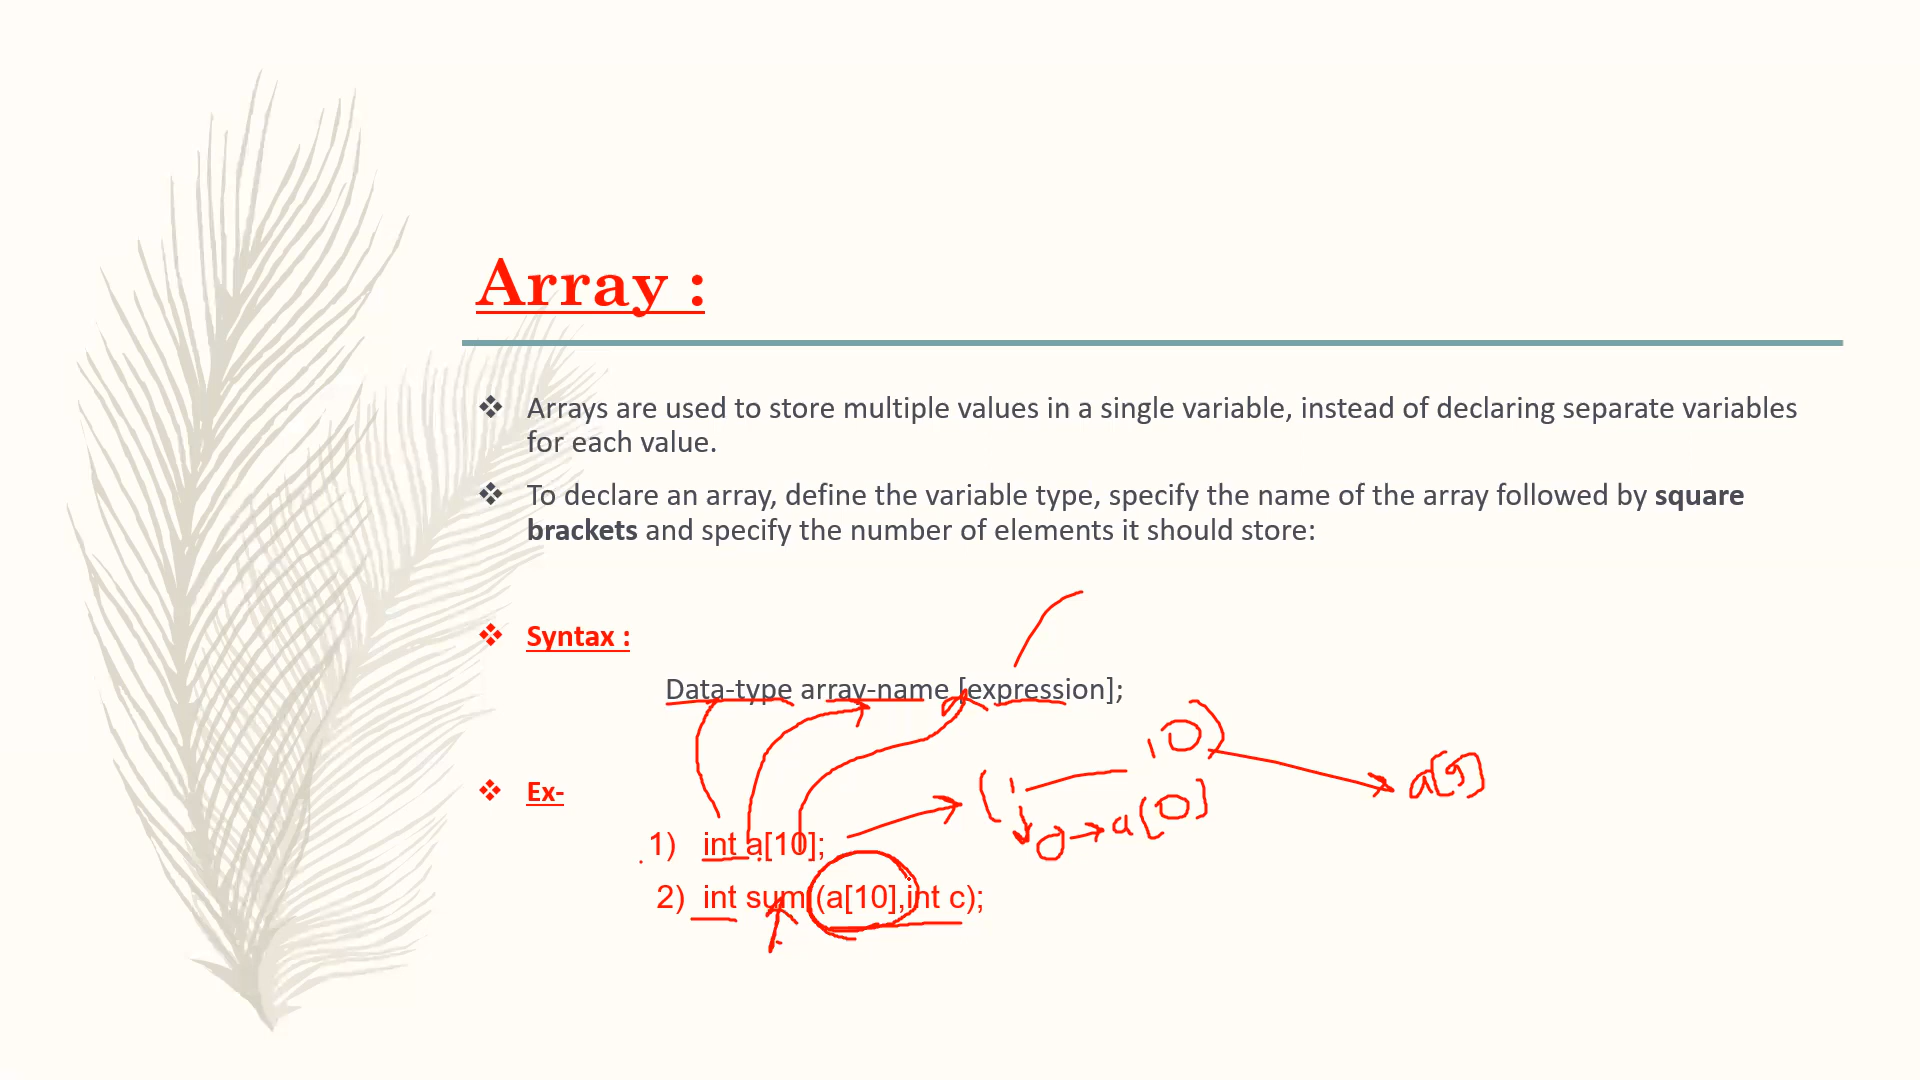 Array :
❖ Arrays are used to store multiple values in a single variable, instead of declaring separate variables
for each value.
❖ To declare an array, define the variable type, specify the name of the array followed by square
brackets and specify the number of elements it should store:
❖ Syntax :
Data-type array-name [expression];
❖ Ex-
(1 — 10) → a[9]
0 → a[0]
1) int a[10];
2) int sum (a[10],int c);